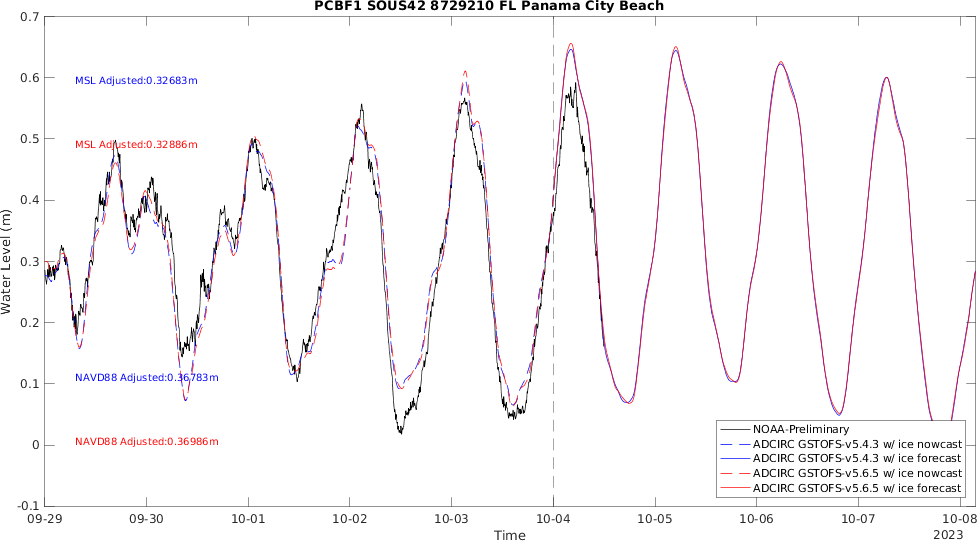 PCBF1 SOUS42 8729210 FL Panama City Beach
0.7
0.6
0.5
0.4
0.3
0.2
0.1
0
-0.1
Water Level (m)
MSL Adjusted:0.32683m
MSL Adjusted:0.32886m
NAVD88 Adjusted:0.36783m
NAVD88 Adjusted:0.36986m
NOAA-Preliminary
ADCIRC GSTOFS-v5.4.3 w/ ice nowcast
ADCIRC GSTOFS-v5.4.3 w/ ice forecast
ADCIRC GSTOFS-v5.6.5 w/ ice nowcast
ADCIRC GSTOFS-v5.6.5 w/ ice forecast
09-29 09-30 10-01 10-02 10-03 10-04 10-05 10-06 10-07 10-08
2023
Time